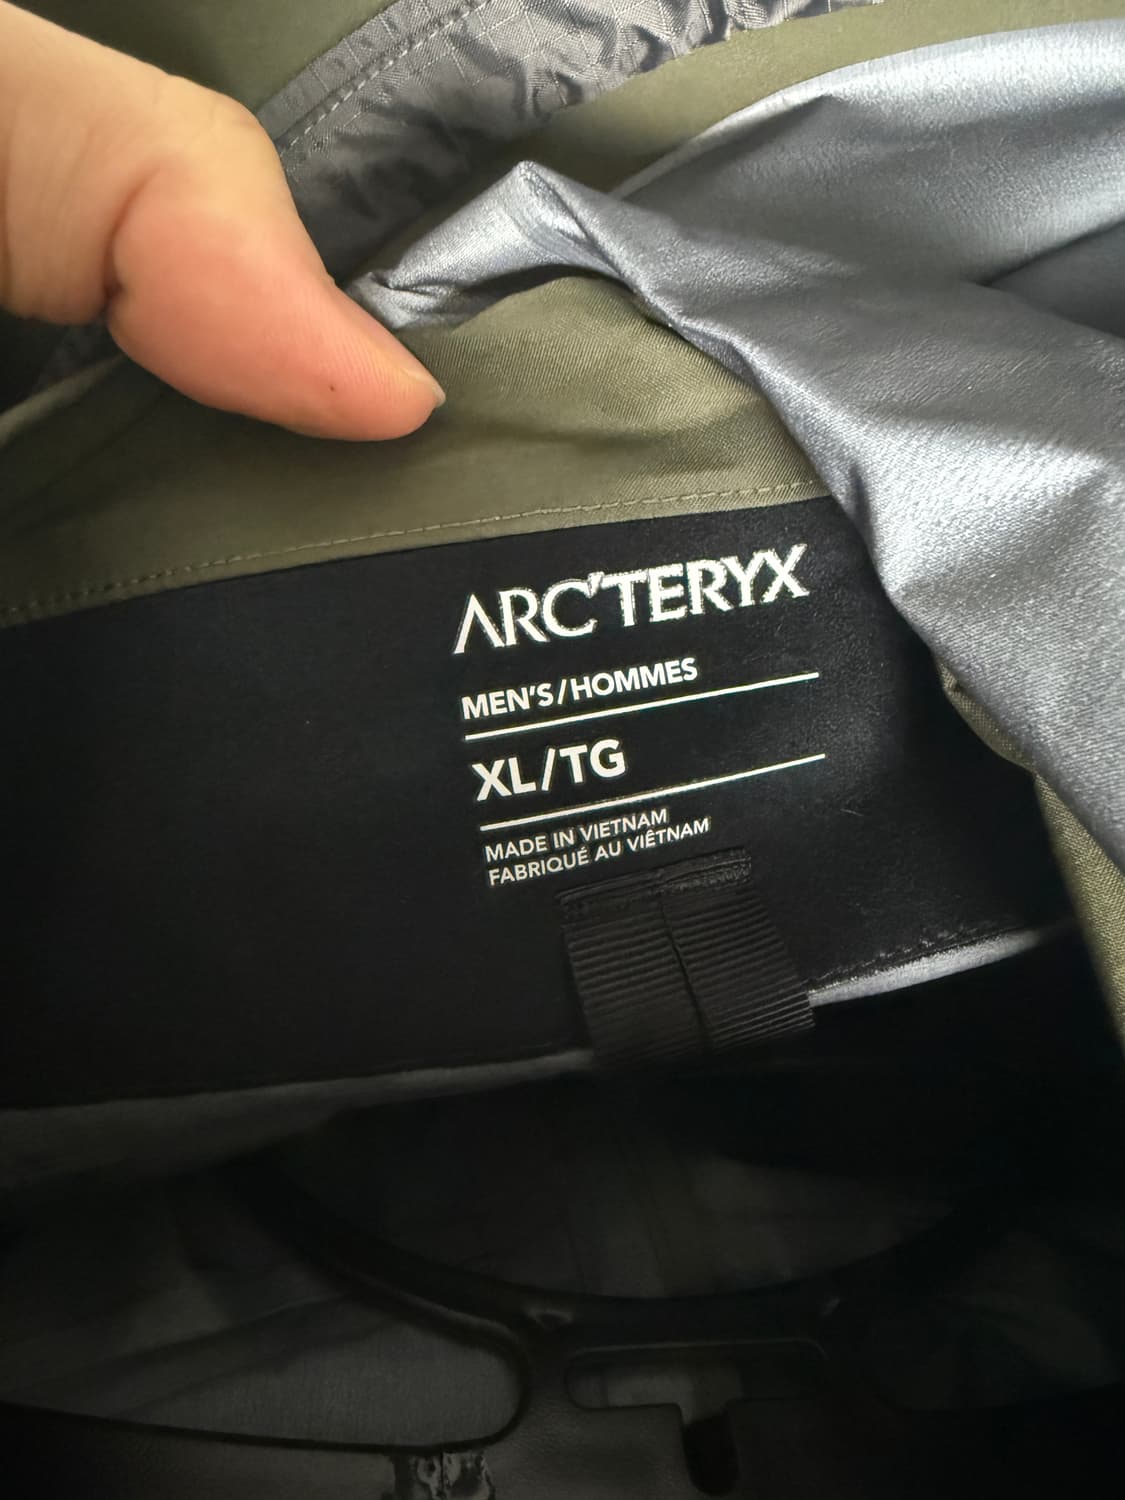 ARC'TERYX
MEN'S/HOMMES
XL/TG
MADE IN VIETNAM
FABRIQUÉ AU VIÊTNAM